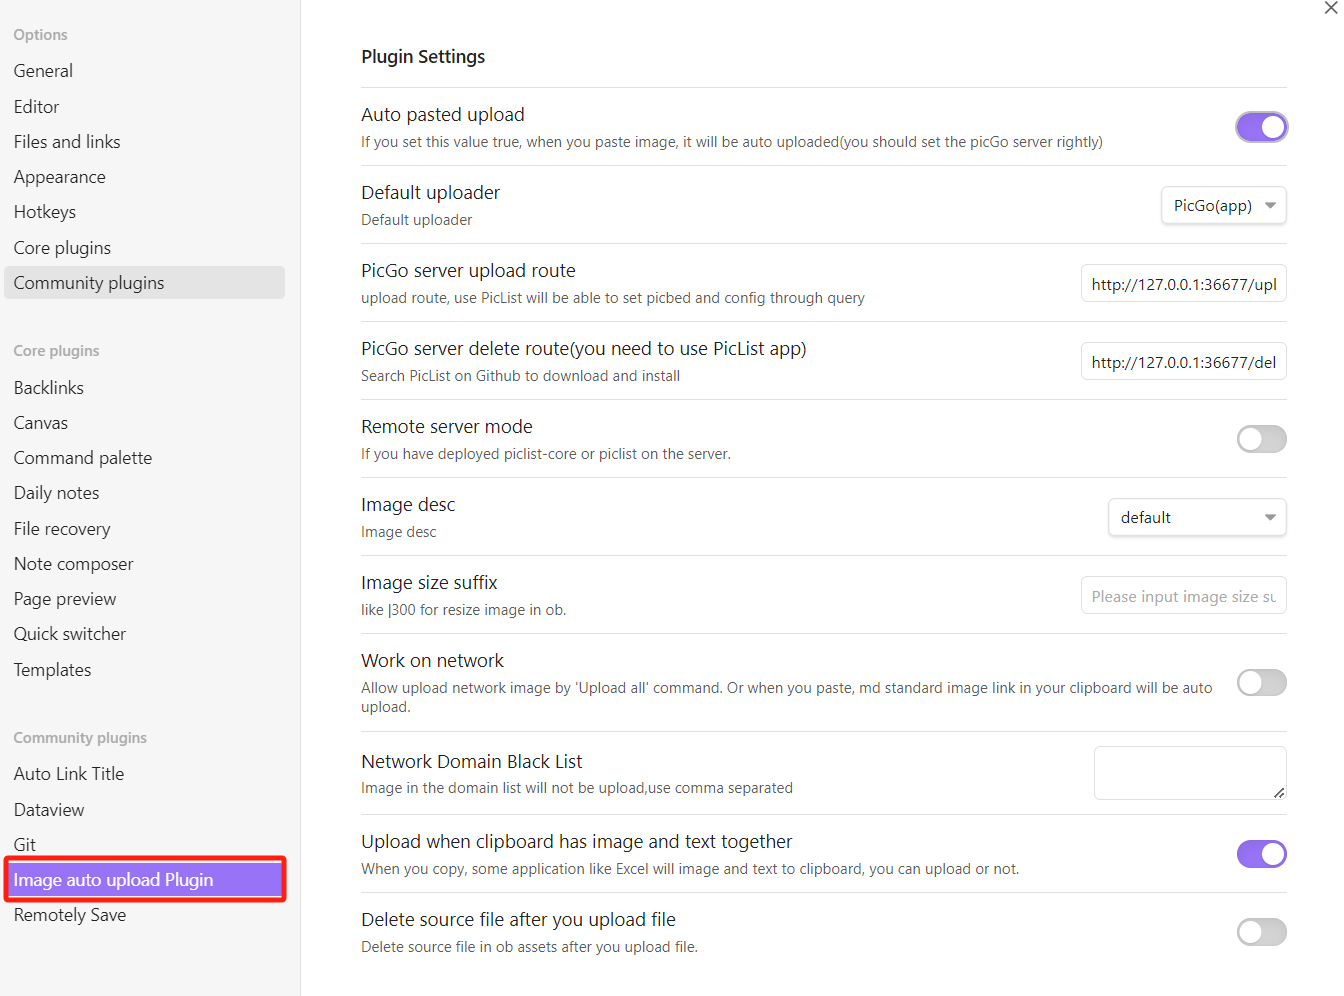 Options
General
Editor
Files and links
Appearance
Hotkeys
Core plugins
Community plugins
Core plugins
Backlinks
Canvas
Command palette
Daily notes
File recovery
Note composer
Page preview
Quick switcher
Templates
Community plugins
Auto Link Title
Dataview
Git
Image auto upload Plugin
Remotely Save
Plugin Settings
Auto pasted upload
If you set this value true, when you paste image, it will be auto uploaded(you should set the picGo server rightly)
Default uploader
Default uploader
PicGo(app)
PicGo server upload route
upload route, use PicList will be able to set picbed and config through query
http://127.0.0.1:36677/upl
PicGo server delete route(you need to use PicList app)
Search PicList on Github to download and install
http://127.0.0.1:36677/del
Remote server mode
If you have deployed piclist-core or piclist on the server.
Image desc
Image desc
default
Image size suffix
like |300 for resize image in ob.
Please input image size su
Work on network
Allow upload network image by 'Upload all' command. Or when you paste, md standard image link in your clipboard will be auto
upload.
Network Domain Black List
Image in the domain list will not be upload,use comma separated
Upload when clipboard has image and text together
When you copy, some application like Excel will image and text to clipboard, you can upload or not.
Delete source file after you upload file
Delete source file in ob assets after you upload file.